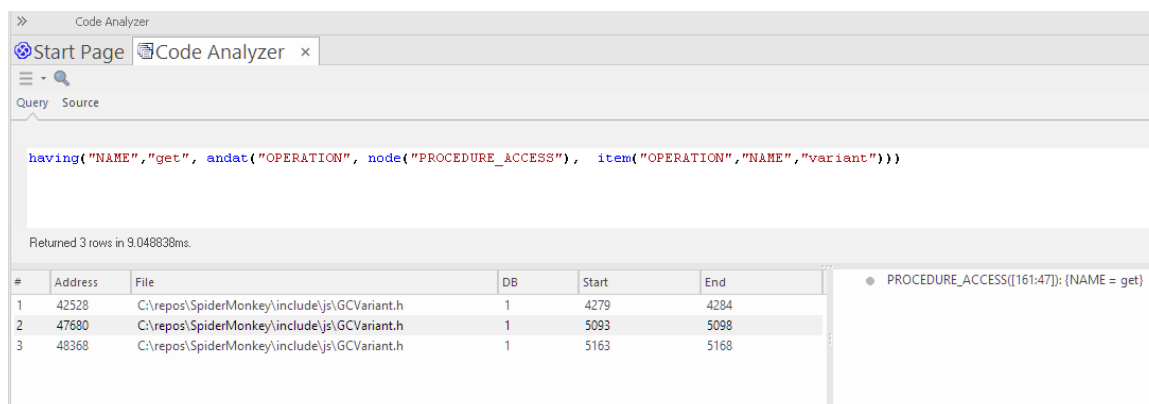 Code Analyzer
Start Page Code Analyzer ×
Query Source
having("NAME","get", andat("OPERATION", node("PROCEDURE_ACCESS"), item("OPERATION","NAME","variant")))
Returned 3 rows in 9.048838ms.
# Address File DB Start End
PROCEDURE_ACCESS([161:47]): {NAME = get}
1 42528 C:\repos\SpiderMonkey\include\js\GCVariant.h 1 4279 4284
2 47680 C:\repos\SpiderMonkey\include\js\GCVariant.h 1 5093 5098
3 48368 C:\repos\SpiderMonkey\include\js\GCVariant.h 1 5163 5168